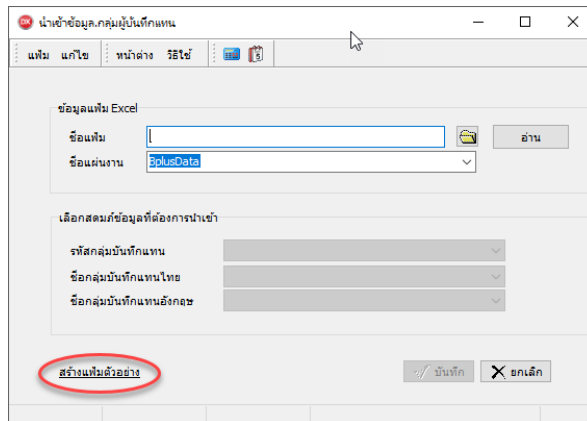 นำเข้าข้อมูล.กลุ่มผู้บันทึกแทน
แฟ้ม แก้ไข หน้าต่าง วิธีใช้
ข้อมูลแฟ้ม Excel
ชื่อแฟ้ม อ่าน
ชื่อแผ่นงาน BplusData
เลือกสดมภ์ข้อมูลที่ต้องการนำเข้า
รหัสกลุ่มบันทึกแทน
ชื่อกลุ่มบันทึกแทนไทย
ชื่อกลุ่มบันทึกแทนอังกฤษ
สร้างแฟ้มตัวอย่าง บันทึก ยกเลิก